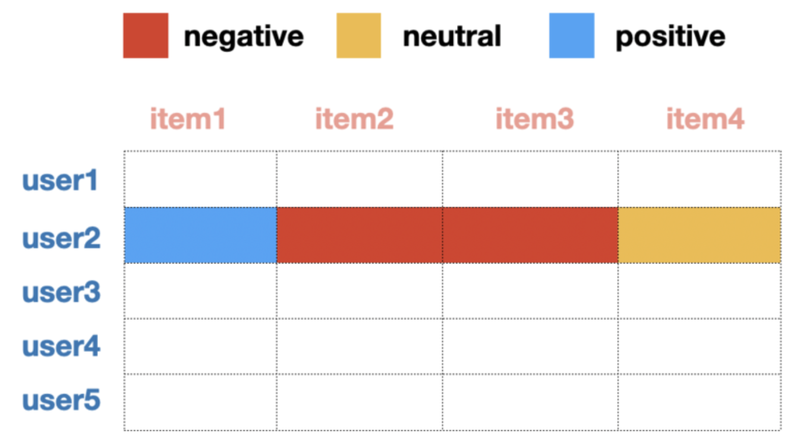 negative neutral positive
item1 item2 item3 item4
user1
user2
user3
user4
user5